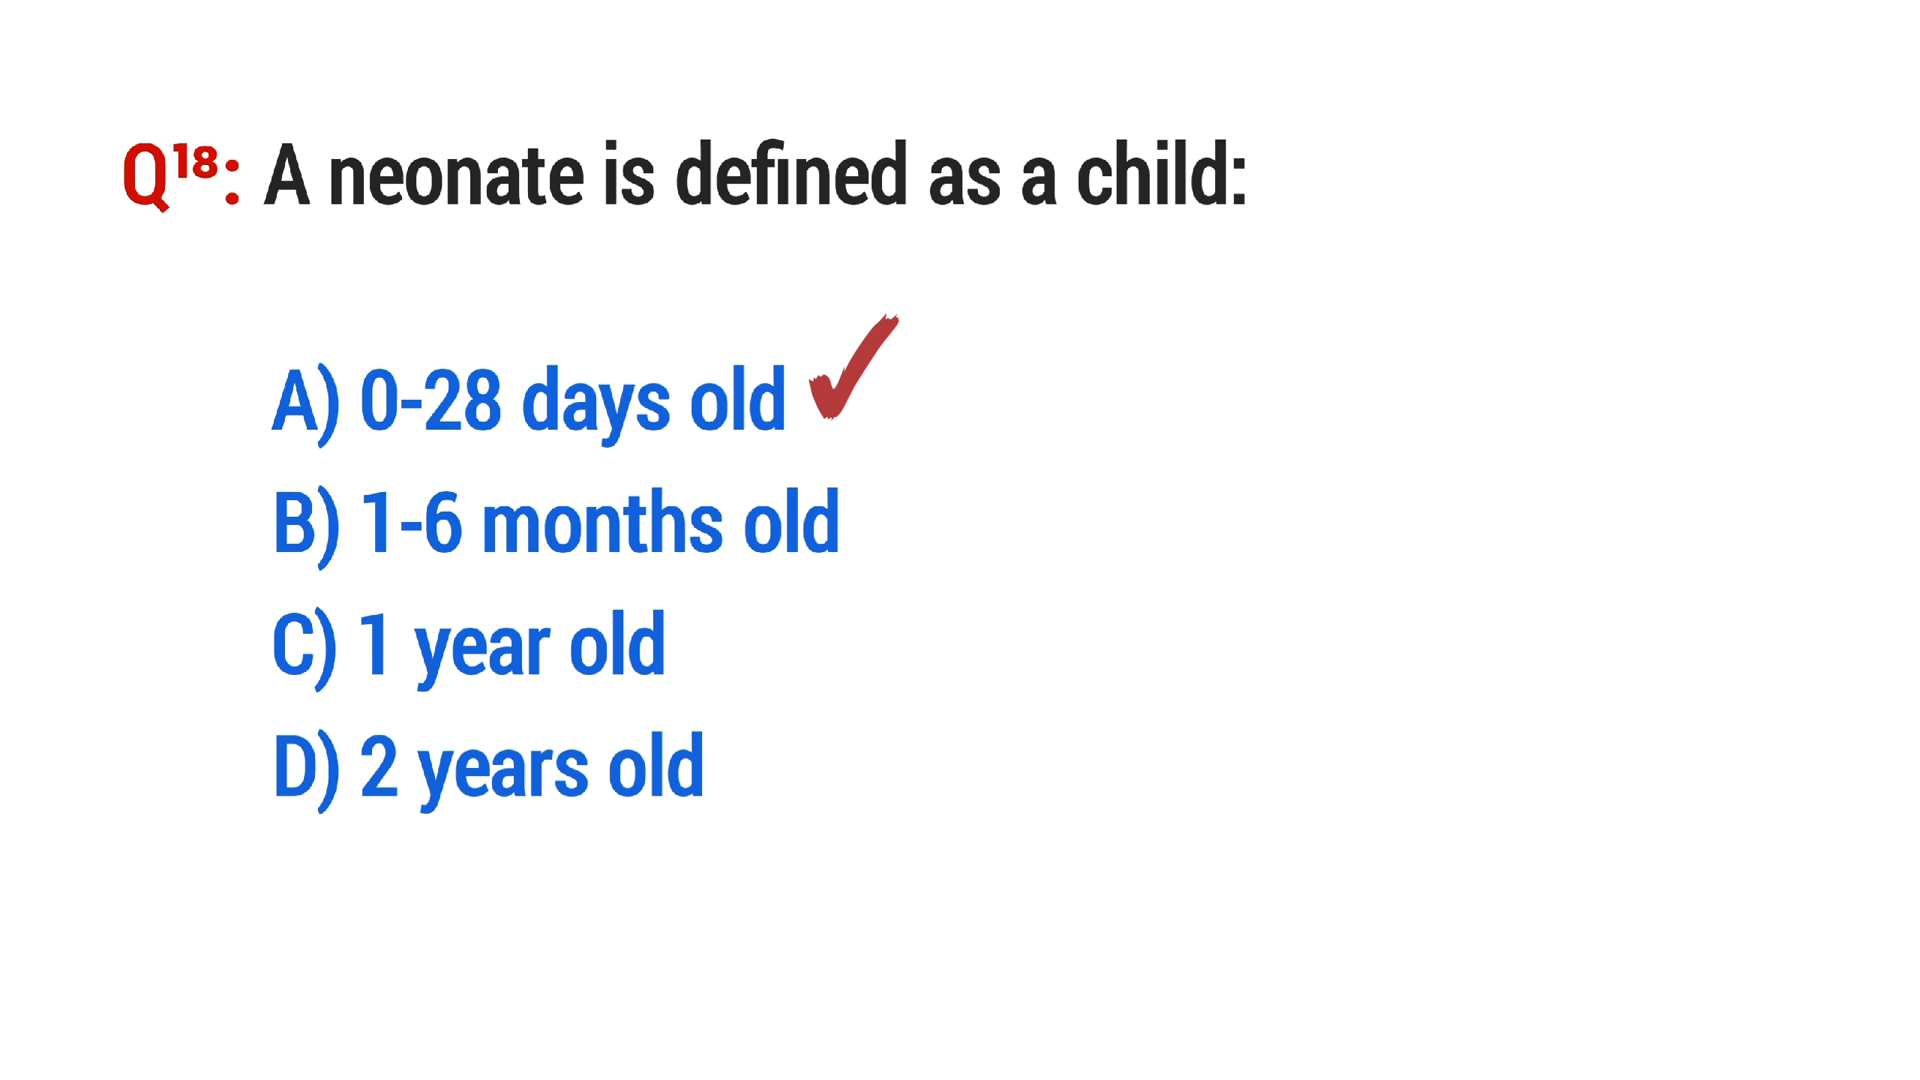 Q¹⁸: A neonate is defined as a child:
A) 0-28 days old
B) 1-6 months old
C) 1 year old
D) 2 years old